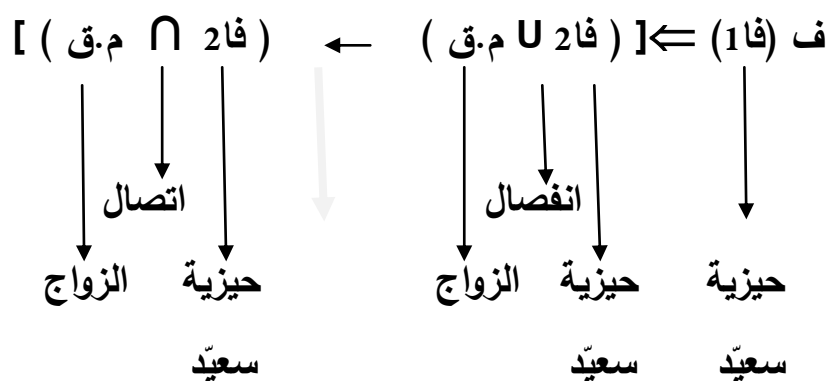 ف (فا1) ⇐ [ ( فا2 U م.ق ) ← ( فا2 ∩ م.ق ) ]
انفصال اتصال
حيزية حيزية الزواج حيزية الزواج
سعيّد سعيّد سعيّد